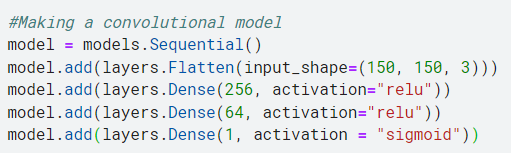 #Making a convolutional model
model = models.Sequential()
model.add(layers.Flatten(input_shape=(150, 150, 3)))
model.add(layers.Dense(256, activation="relu"))
model.add(layers.Dense(64, activation="relu"))
model.add(layers.Dense(1, activation = "sigmoid"))